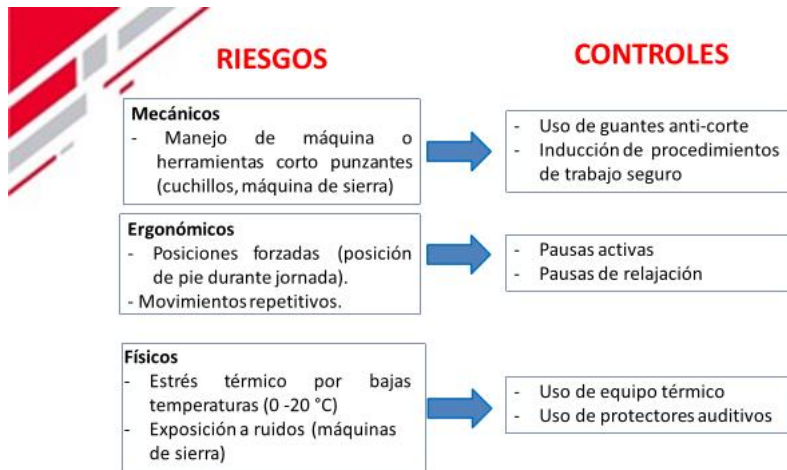 RIESGOS
CONTROLES
Mecánicos
- Manejo de máquina o
herramientas corto punzantes
(cuchillos, máquina de sierra)
- Uso de guantes anti-corte
- Inducción de procedimientos
de trabajo seguro
Ergonómicos
- Posiciones forzadas (posición
de pie durante jornada).
- Movimientos repetitivos.
- Pausas activas
- Pausas de relajación
Físicos
- Estrés térmico por bajas
temperaturas (0 -20 °C)
- Exposición a ruidos (máquinas
de sierra)
- Uso de equipo térmico
- Uso de protectores auditivos